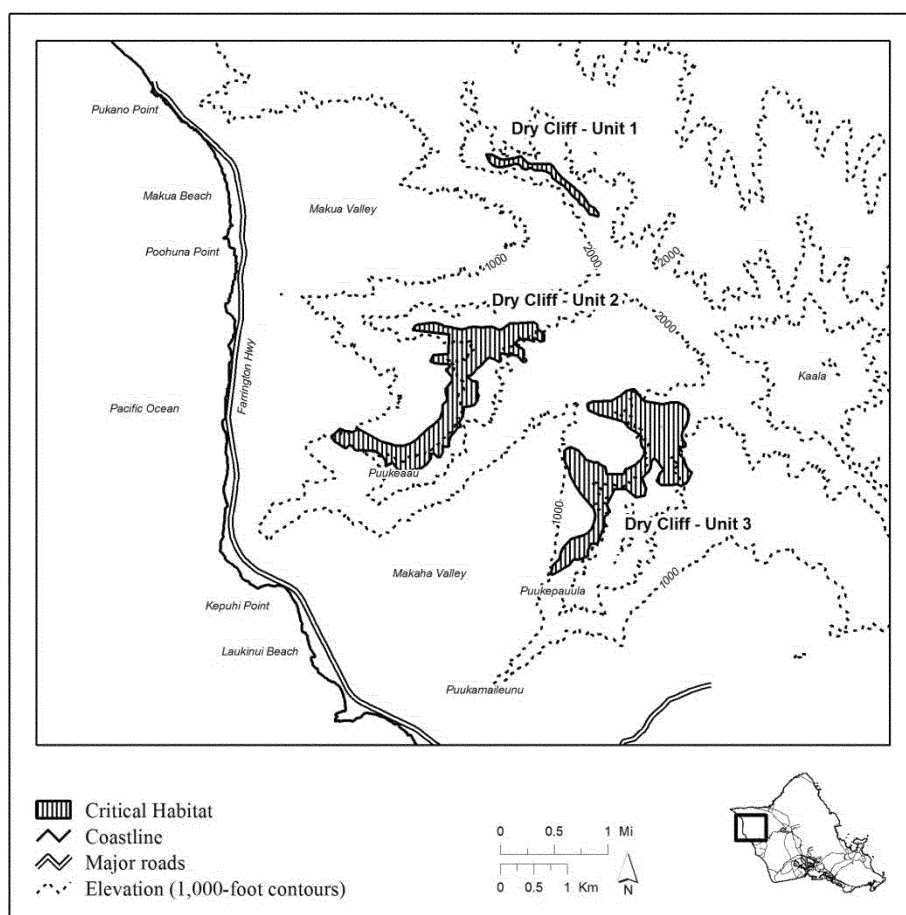 Dry Cliff - Unit 1
Pukano Point
Makua Beach
Makua Valley
Poohuna Point
1000
2000
2000
Dry Cliff - Unit 2
2000
Kaala
Farrington Hwy
Pacific Ocean
Puukeaau
1000
Dry Cliff - Unit 3
Makaha Valley
1000
Puukepauula
Kepuhi Point
Laukinui Beach
Puukamaileunu
Critical Habitat
Coastline
Major roads
Elevation (1,000-foot contours)
0 0.5 1 Mi
0 0.5 1 Km
N